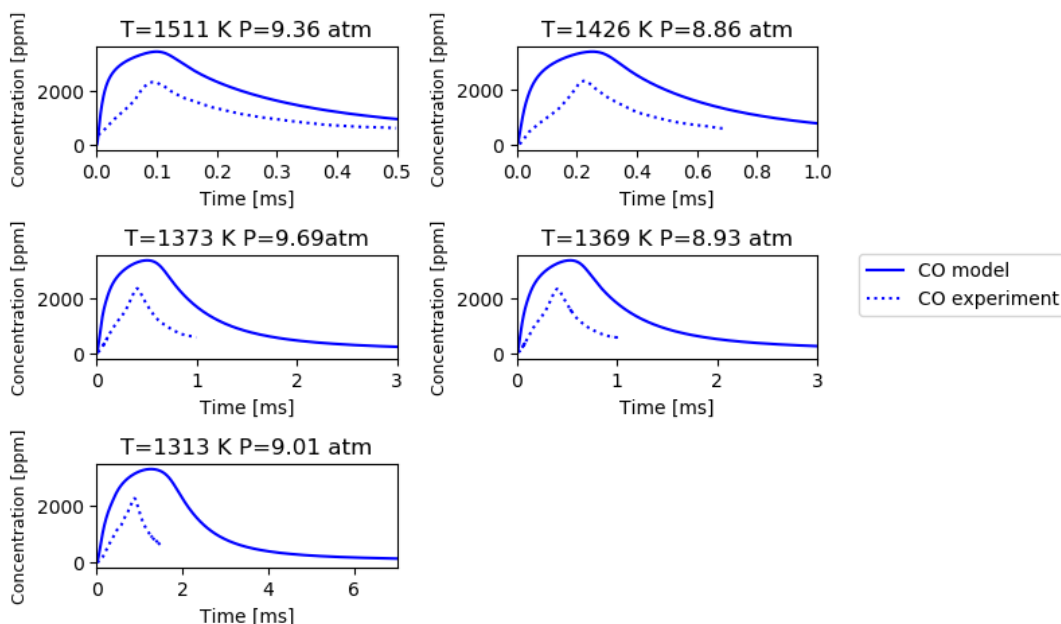 T=1511 K P=9.36 atm
Concentration [ppm]
2000
0
0.0 0.1 0.2 0.3 0.4 0.5
Time [ms]
T=1426 K P=8.86 atm
Concentration [ppm]
2000
0
0.0 0.2 0.4 0.6 0.8 1.0
Time [ms]
T=1373 K P=9.69atm
Concentration [ppm]
2000
0
0 1 2 3
Time [ms]
T=1369 K P=8.93 atm
Concentration [ppm]
2000
0
0 1 2 3
Time [ms]
CO model
CO experiment
T=1313 K P=9.01 atm
Concentration [ppm]
2000
0
0 2 4 6
Time [ms]